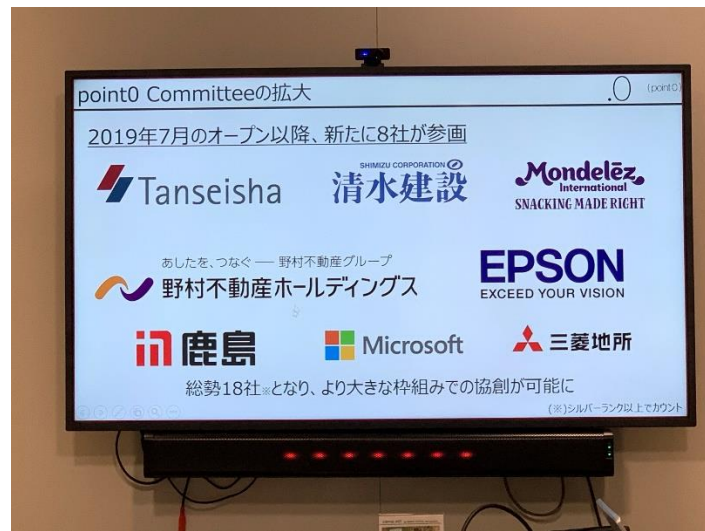 point0 Committeeの拡大
.0 (point0)
2019年7月のオープン以降、新たに8社が参画
Tanseisha
SHIMIZU CORPORATION
清水建設
Mondelēz,
International
SNACKING MADE RIGHT
あしたを、つなぐ — 野村不動産グループ
野村不動産ホールディングス
EPSON
EXCEED YOUR VISION
鹿島
Microsoft
三菱地所
総勢18社※となり、より大きな枠組みでの協創が可能に
(※)シルバーランク以上でカウント